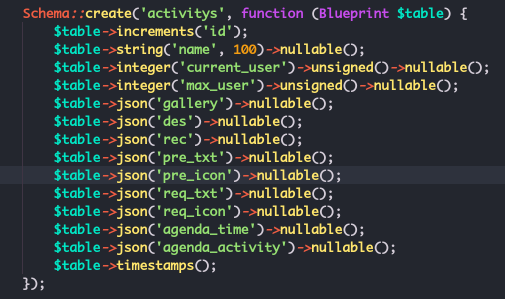 Schema::create('activitys', function (Blueprint $table) {
    $table->increments('id');
    $table->string('name', 100)->nullable();
    $table->integer('current_user')->unsigned()->nullable();
    $table->integer('max_user')->unsigned()->nullable();
    $table->json('gallery')->nullable();
    $table->json('des')->nullable();
    $table->json('rec')->nullable();
    $table->json('pre_txt')->nullable();
    $table->json('pre_icon')->nullable();
    $table->json('req_txt')->nullable();
    $table->json('req_icon')->nullable();
    $table->json('agenda_time')->nullable();
    $table->json('agenda_activity')->nullable();
    $table->timestamps();
});